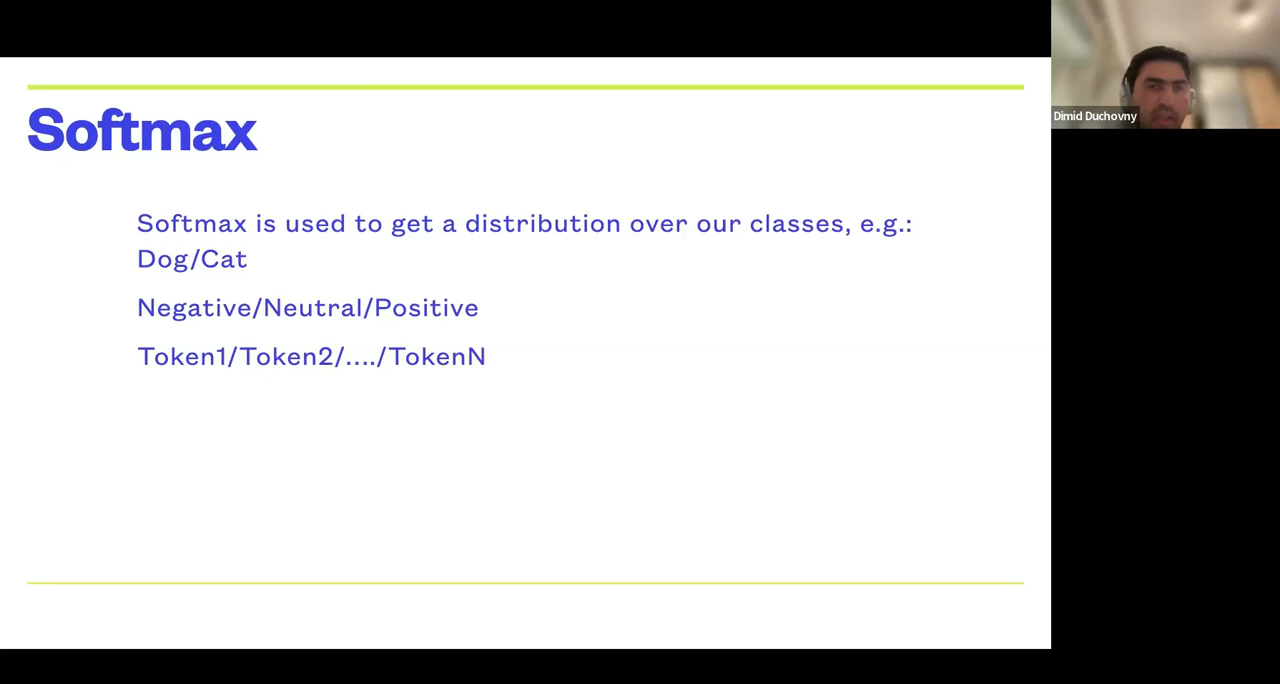 Softmax
Softmax is used to get a distribution over our classes, e.g.:
Dog/Cat
Negative/Neutral/Positive
Token1/Token2/..../TokenN
Dimid Duchovny